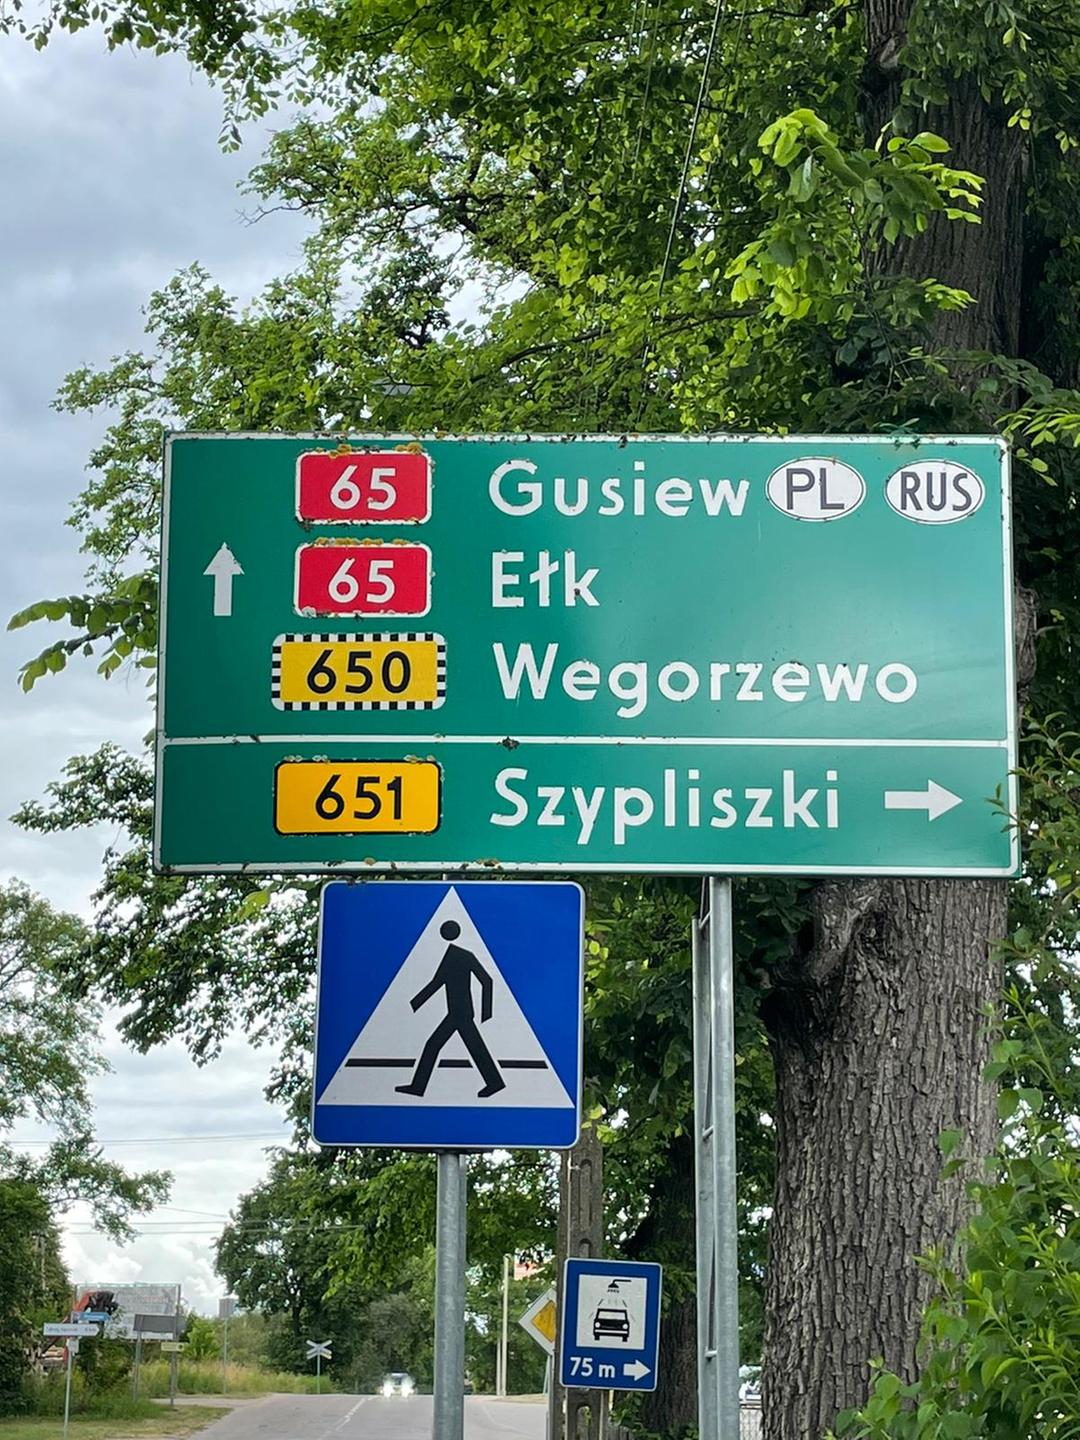 65 Gusiew PL RUS
65 Ełk
650 Wegorzewo
651 Szypliszki
75 m